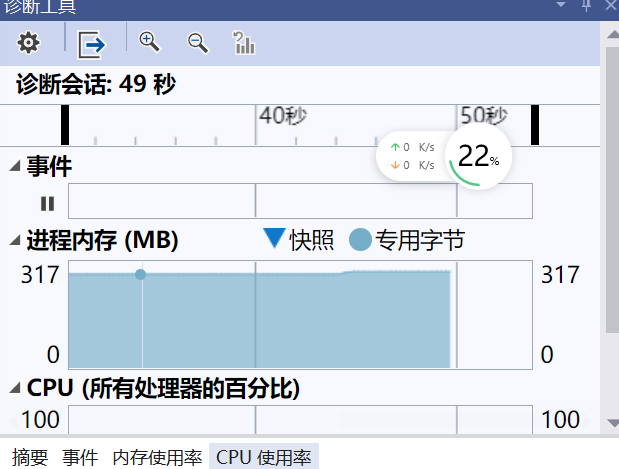 诊断工具
诊断会话: 49 秒
40秒
50秒
↑ 0 K/s
↓ 0 K/s
22%
事件
进程内存 (MB)
快照
专用字节
317
317
0
0
CPU (所有处理器的百分比)
100
100
摘要 事件 内存使用率 CPU 使用率